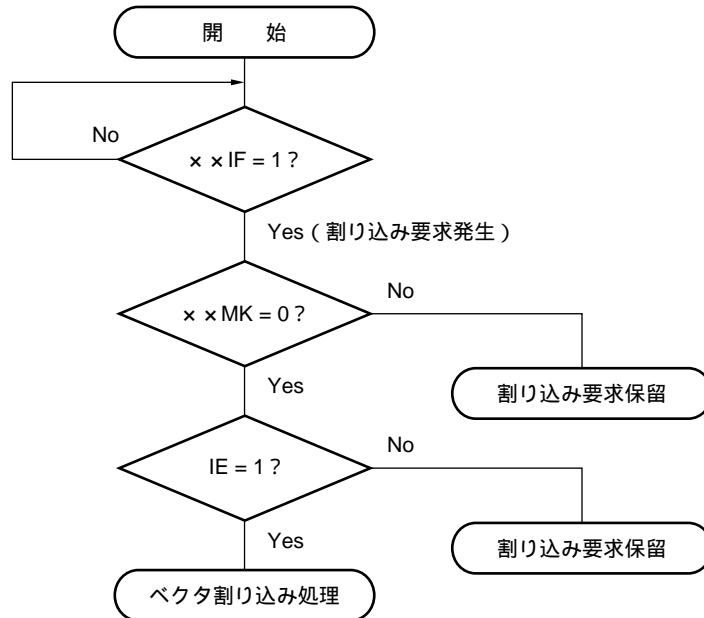 開　　始
No
××IF = 1？
Yes（割り込み要求発生）
No
××MK = 0？
割り込み要求保留
Yes
No
IE = 1？
割り込み要求保留
Yes
ベクタ割り込み処理